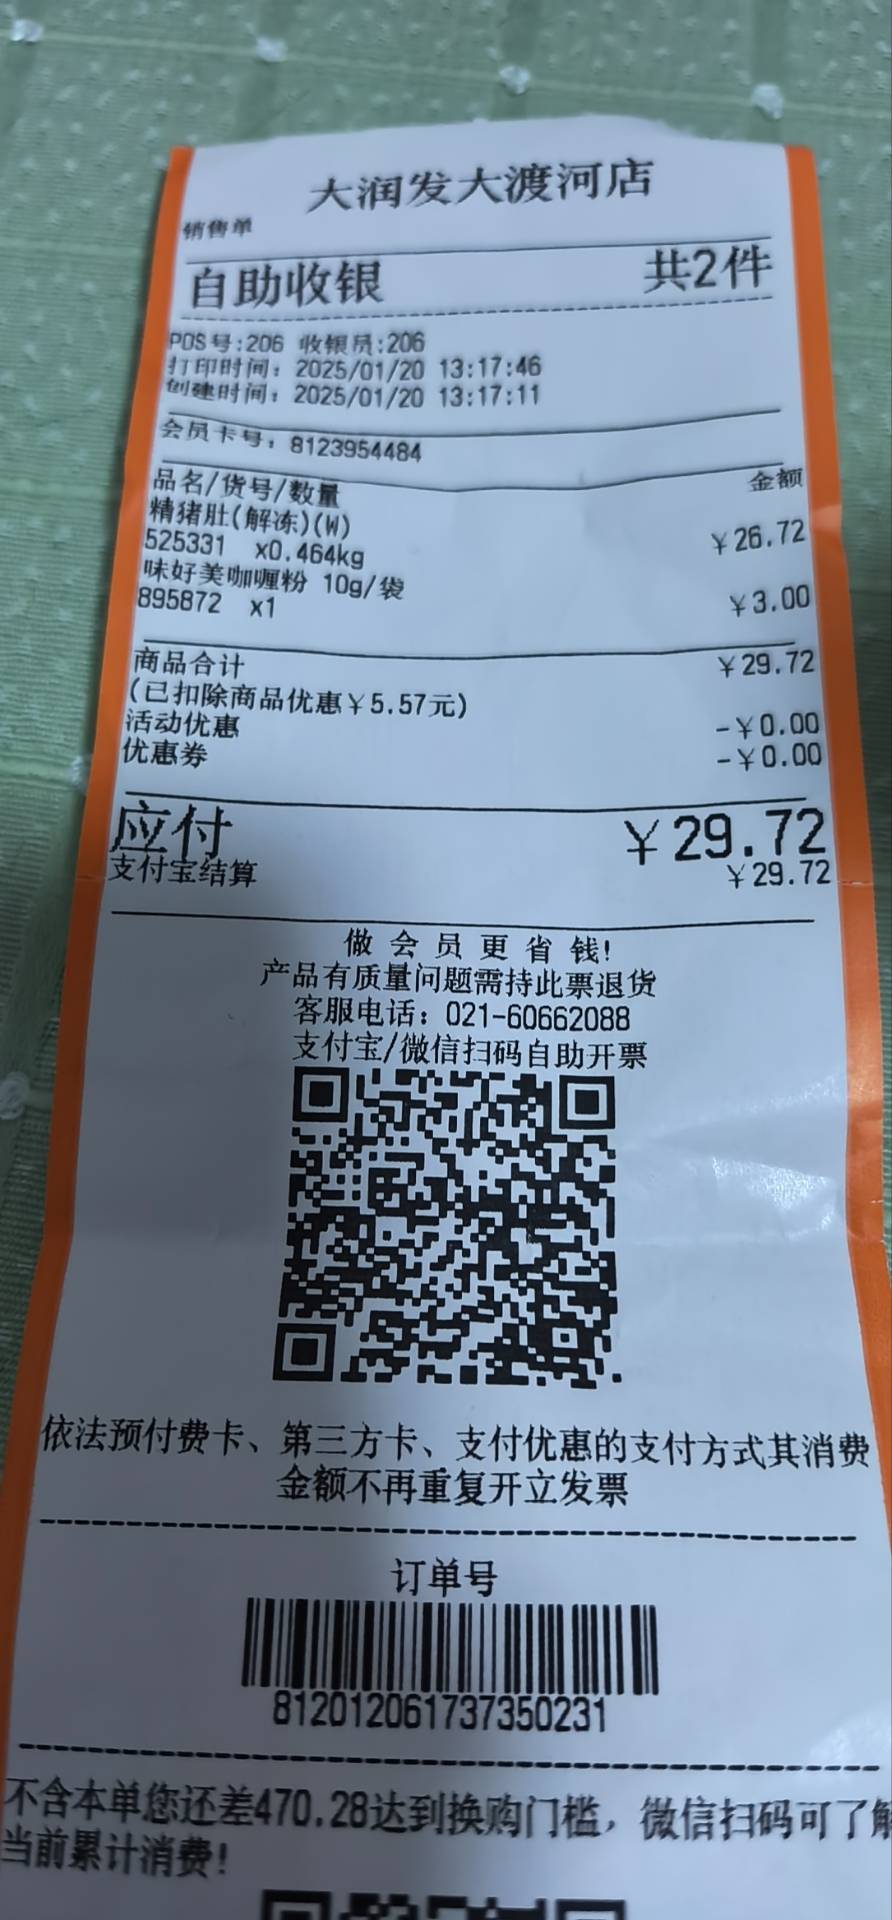 大润发大渡河店
销售单
自助收银 共2件
POS号:206 收银员:206
打印时间: 2025/01/20 13:17:46
创建时间: 2025/01/20 13:17:11
会员卡号: 8123954484
品名/货号/数量 金额
精猪肚(解冻)(W)
525331 x0.464kg ¥26.72
味好美咖喱粉 10g/袋
895872 x1 ¥3.00
商品合计 ¥29.72
(已扣除商品优惠¥5.57元)
活动优惠 -¥0.00
优惠券 -¥0.00
应付 ¥29.72
支付宝结算 ¥29.72
做会员更省钱!
产品有质量问题需持此票退货
客服电话: 021-60662088
支付宝/微信扫码自助开票
依法预付费卡、第三方卡、支付优惠的支付方式其消费
金额不再重复开立发票
订单号
812012061737350231
不含本单您还差470.28达到换购门槛，微信扫码可了解
当前累计消费!